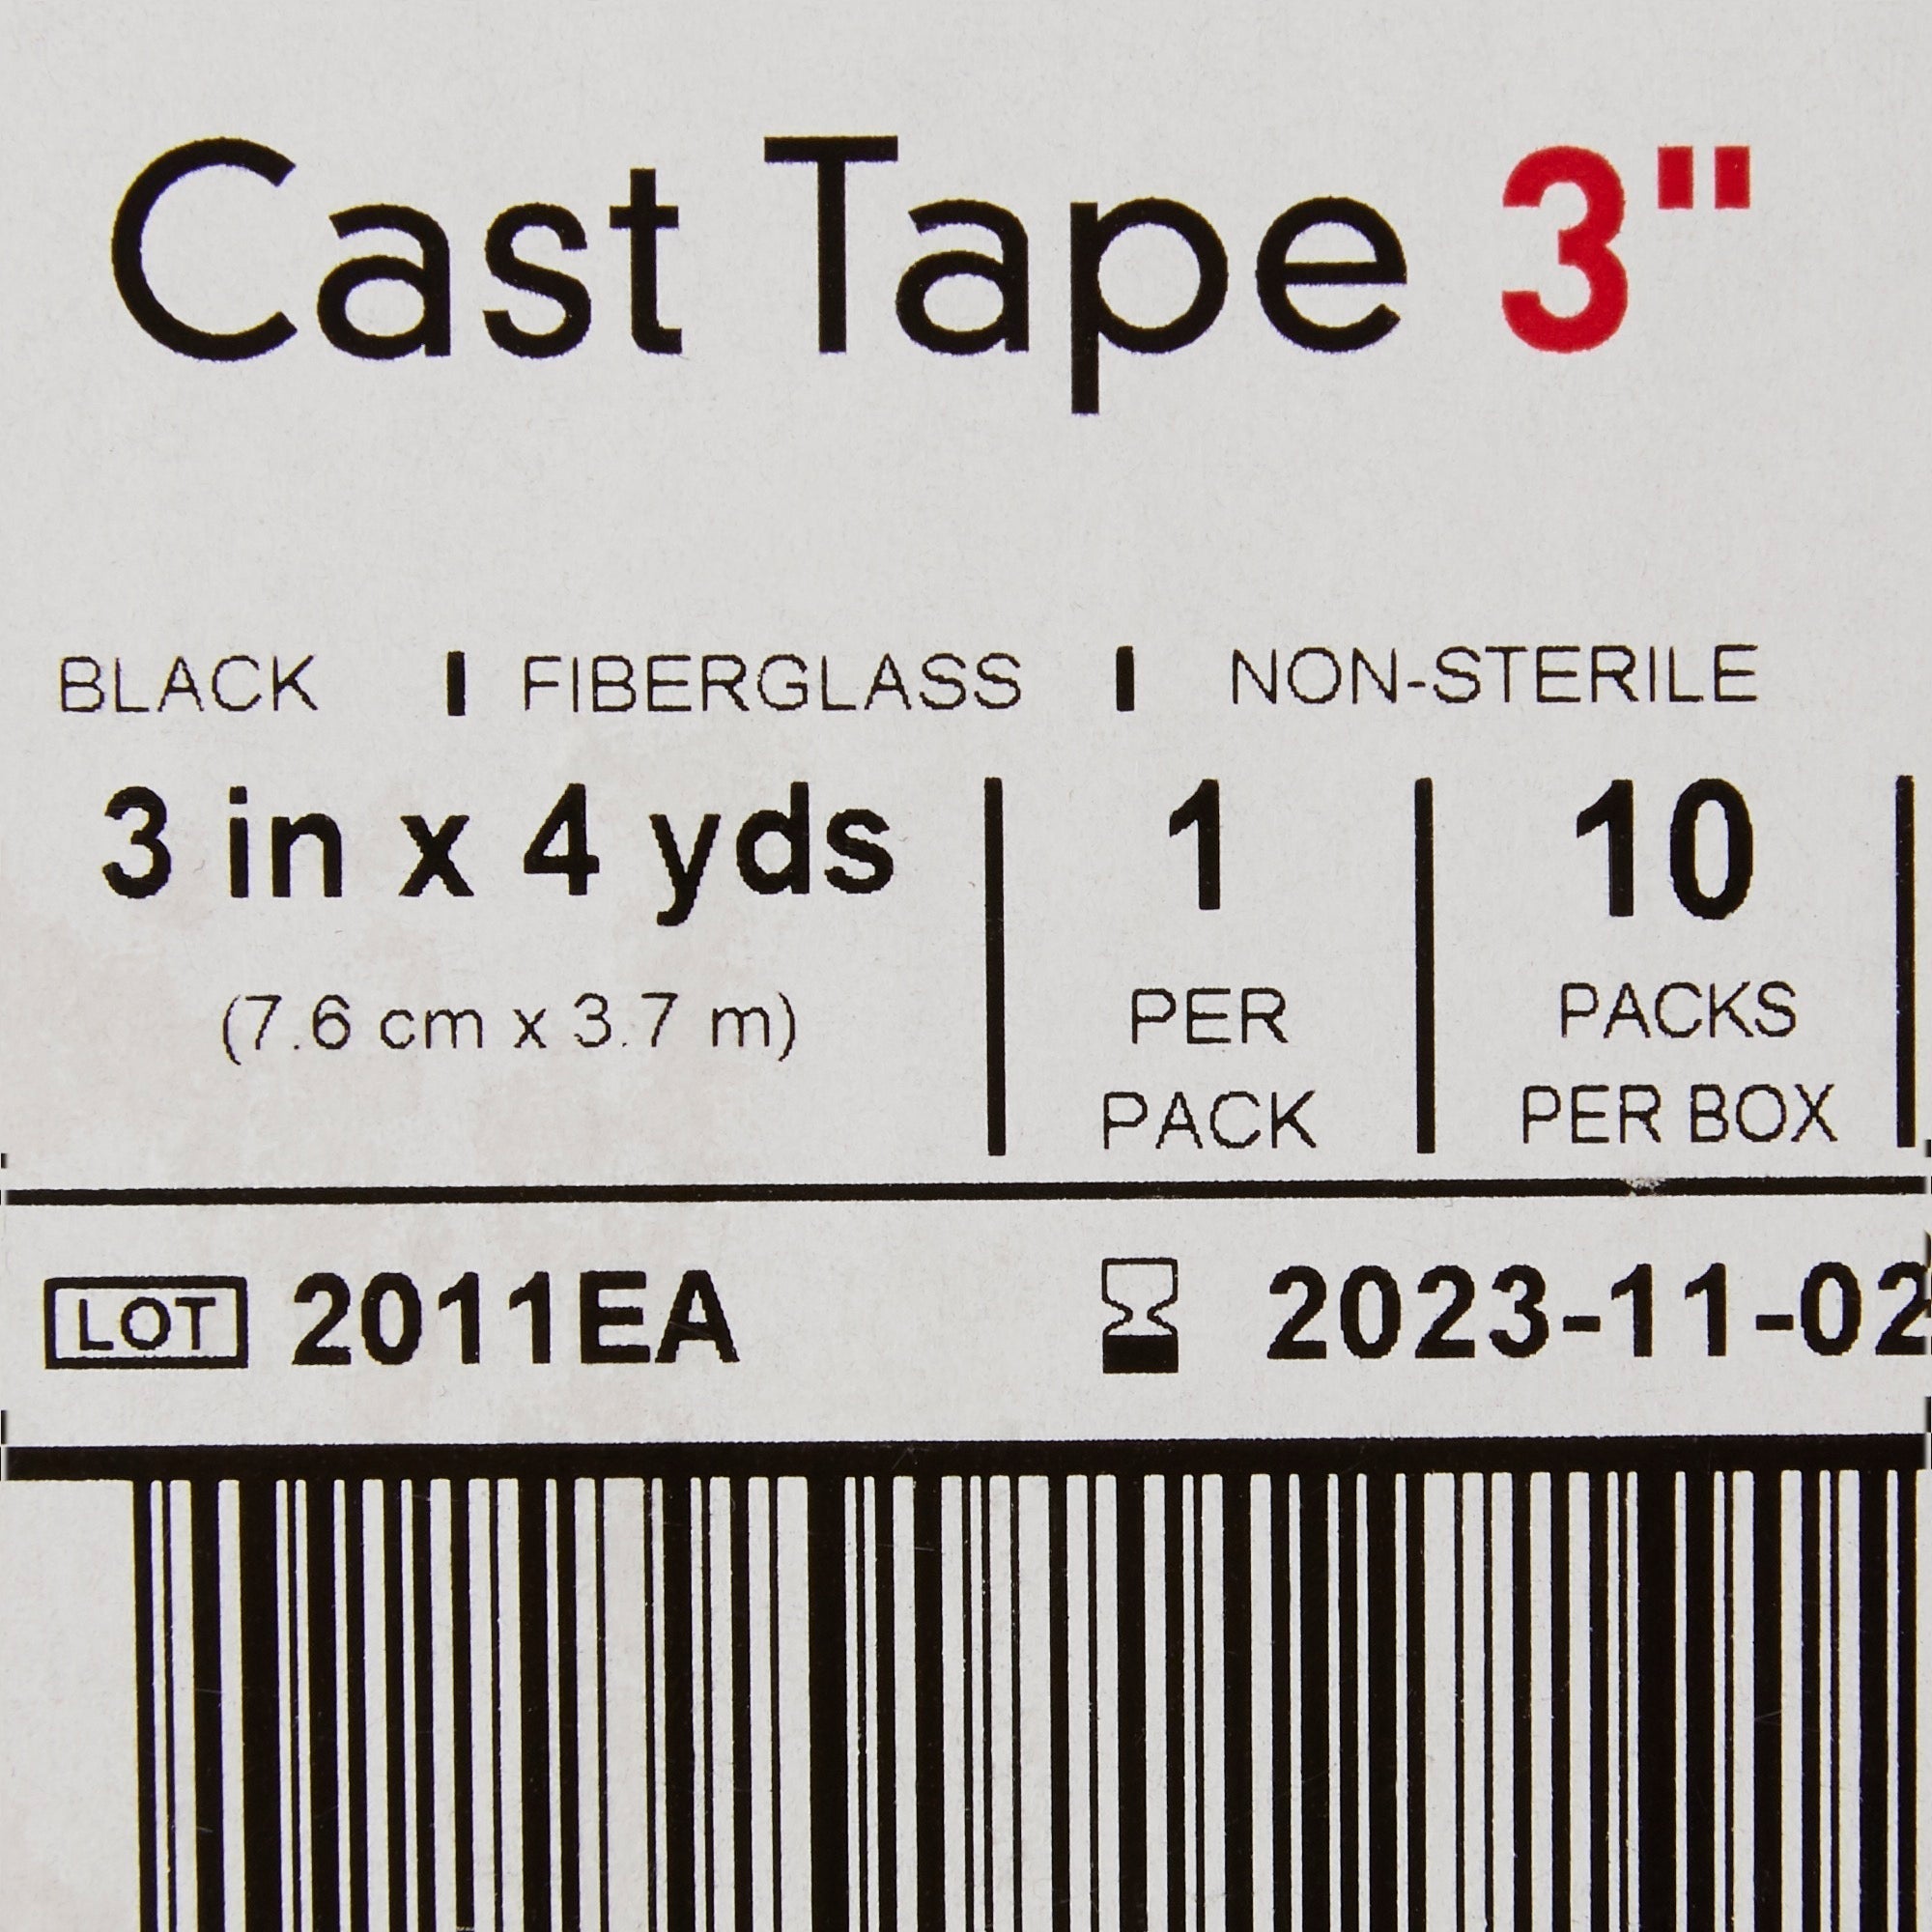 Cast Tape 3"
BLACK FIBERGLASS NON-STERILE
3 in x 4 yds
(7.6 cm x 3.7 m)
1
PER
PACK
10
PACKS
PER BOX
LOT 2011EA
2023-11-02